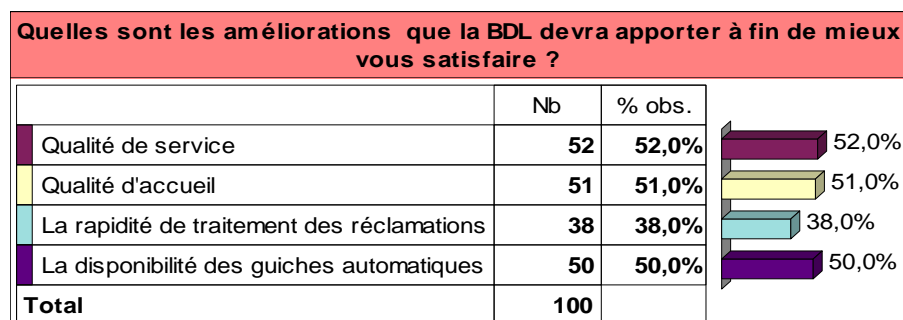 Quelles sont les améliorations que la BDL devra apporter à fin de mieux
vous satisfaire ?
Nb % obs.
Qualité de service 52 52,0% 52,0%
Qualité d'accueil 51 51,0% 51,0%
La rapidité de traitement des réclamations 38 38,0% 38,0%
La disponibilité des guiches automatiques 50 50,0% 50,0%
Total 100